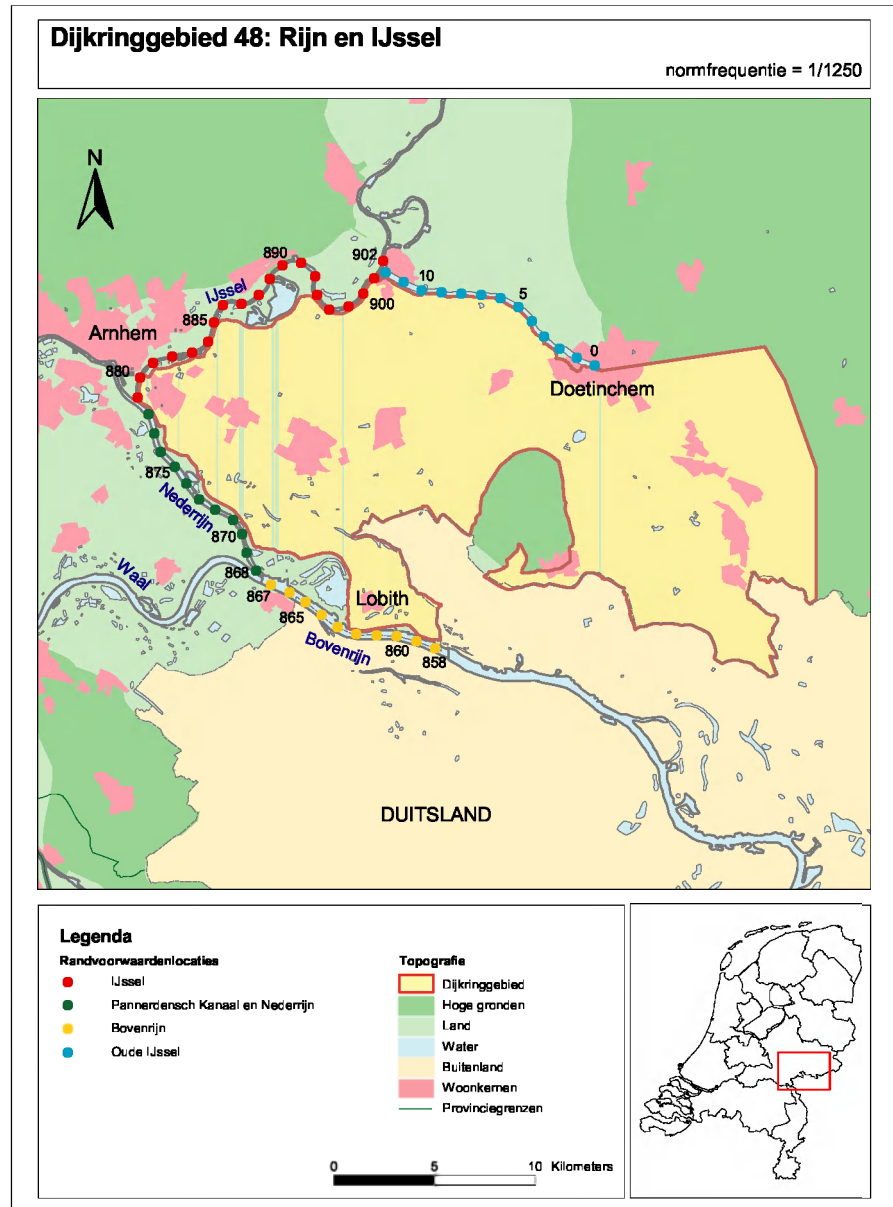 Dijkringgebied 48: Rijn en IJssel
normfrequentie = 1/1250
N
890
902
IJssel
10
900
5
885
Arnhem
0
880
Doetinchem
875
Nederrijn
870
Waal
868
867
Lobith
865
Bovenrijn
860
858
DUITSLAND
Legenda
Randvoorwaardenlocaties
IJssel
Pannerdensch Kanaal en Nederrijn
Bovenrijn
Oude IJssel
Topografie
Dijkringgebied
Hoge gronden
Land
Water
Buitenland
Woonkernen
Provinciegrenzen
0 5 10 Kilometers